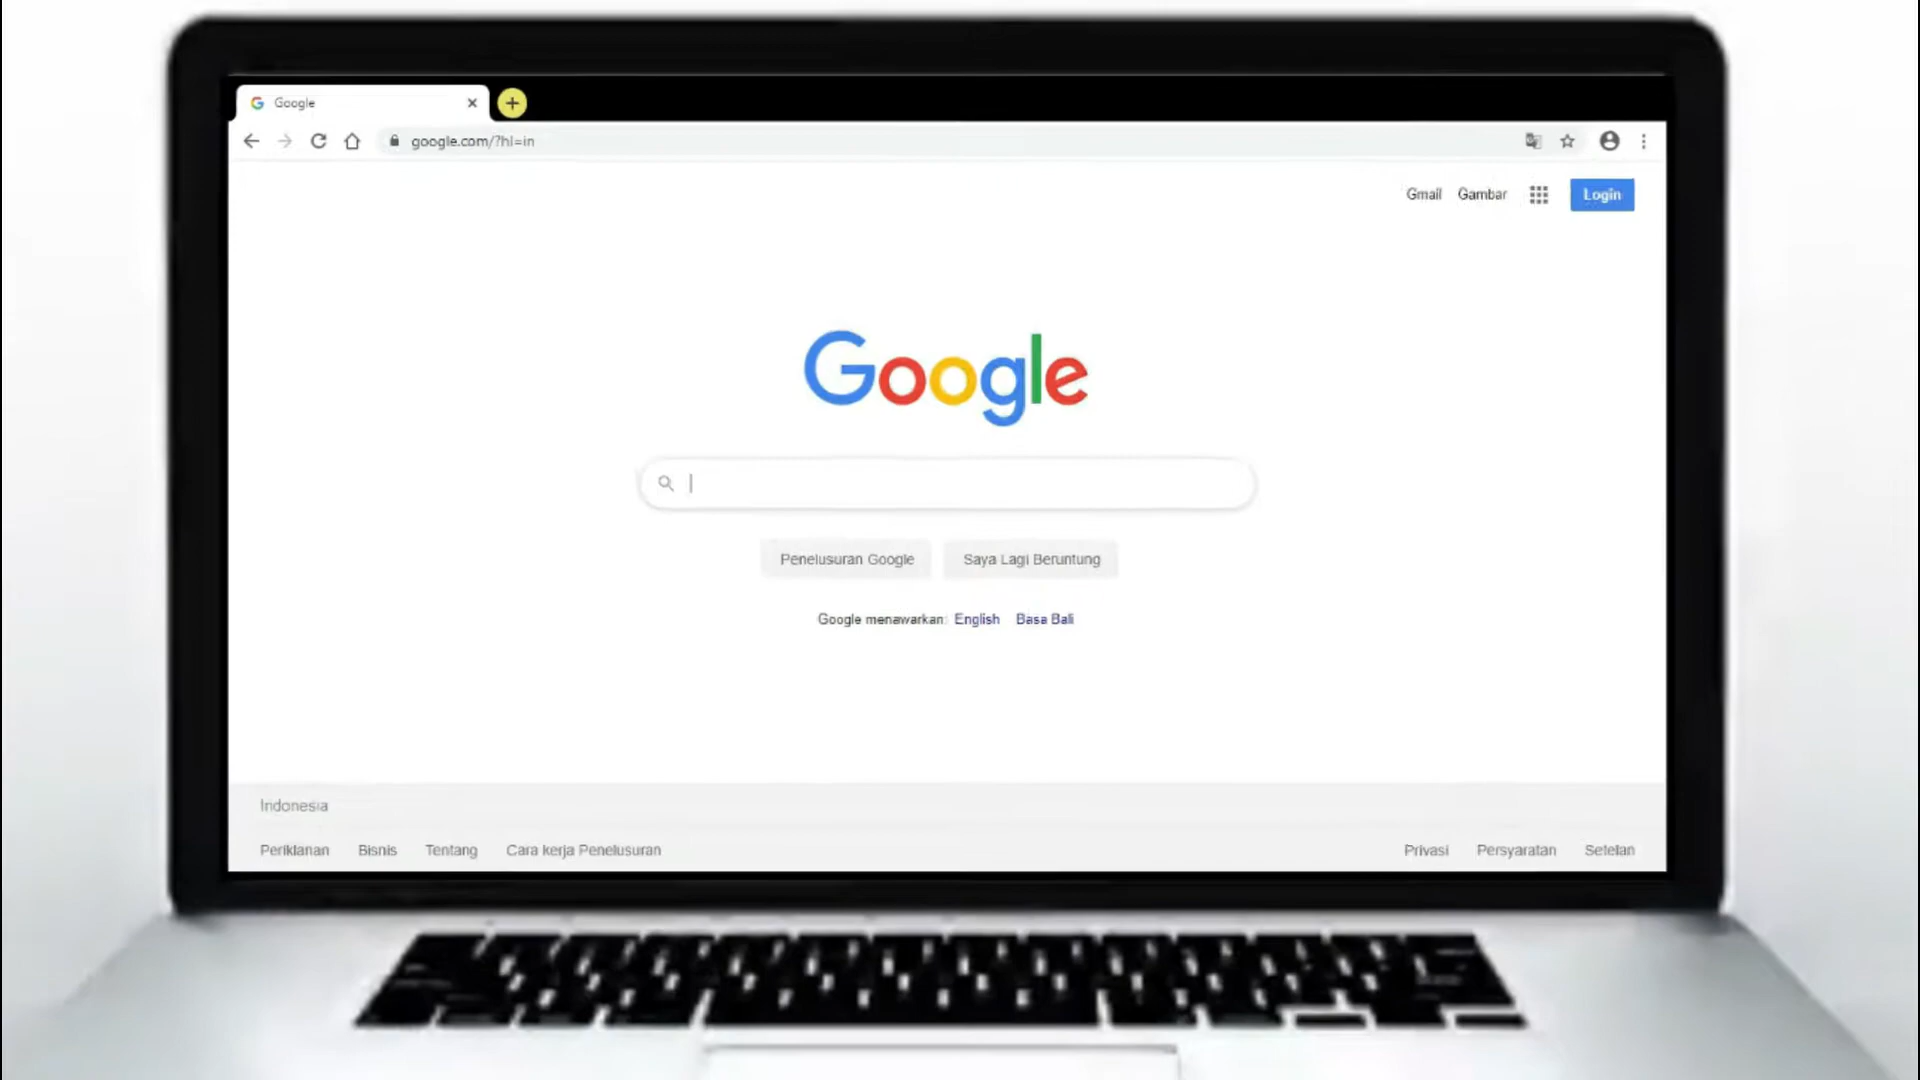 Google
google.com/?hl=in
Gmail Gambar Login
Google
Penelusuran Google Saya Lagi Beruntung
Google menawarkan: English Basa Bali
Indonesia
Periklanan Bisnis Tentang Cara kerja Penelusuran Privasi Persyaratan Setelan